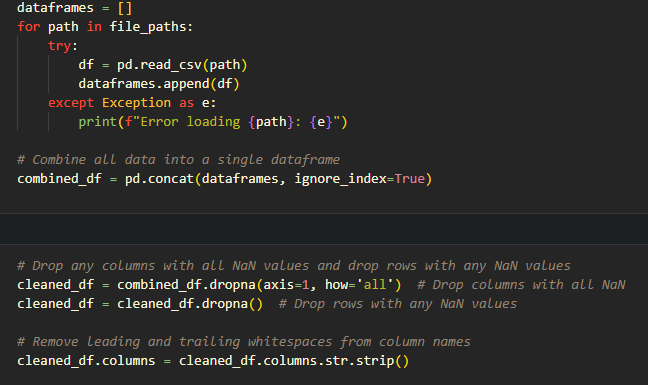 dataframes = []
for path in file_paths:
    try:
        df = pd.read_csv(path)
        dataframes.append(df)
    except Exception as e:
        print(f"Error loading {path}: {e}")
# Combine all data into a single dataframe
combined_df = pd.concat(dataframes, ignore_index=True)
# Drop any columns with all NaN values and drop rows with any NaN values
cleaned_df = combined_df.dropna(axis=1, how='all')  # Drop columns with all NaN
cleaned_df = cleaned_df.dropna()  # Drop rows with any NaN values
# Remove leading and trailing whitespaces from column names
cleaned_df.columns = cleaned_df.columns.str.strip()